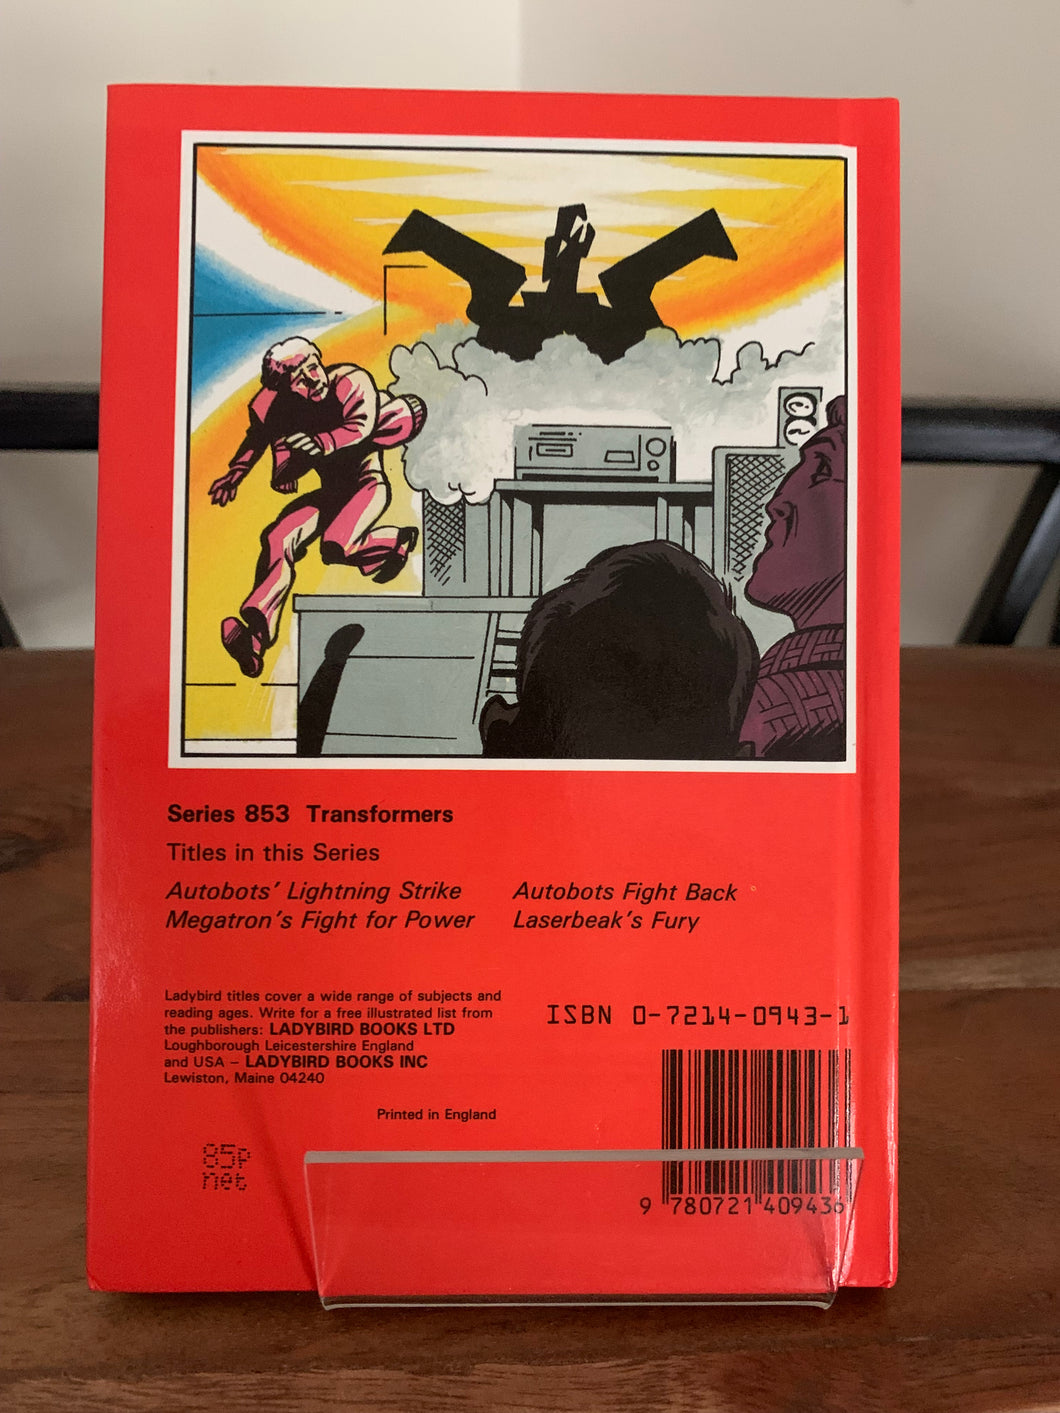 Series 853 Transformers
Titles in this Series
Autobots' Lightning Strike
Autobots Fight Back
Megatron's Fight for Power
Laserbeak's Fury
Ladybird titles cover a wide range of subjects and
reading ages. Write for a free illustrated list from
the publishers: LADYBIRD BOOKS LTD
Loughborough Leicestershire England
and USA – LADYBIRD BOOKS INC
Lewiston, Maine 04240
Printed in England
85p
net
ISBN 0-7214-0943-1
9 780721 409436